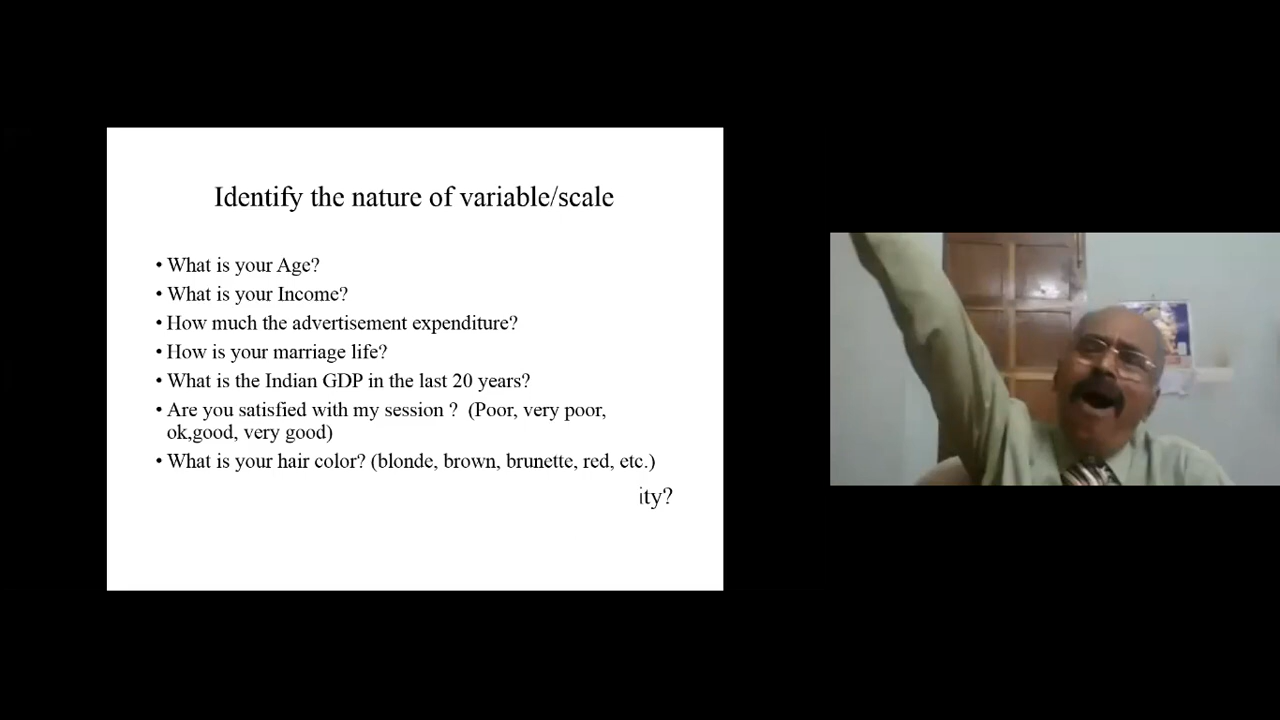 Identify the nature of variable/scale
• What is your Age?
• What is your Income?
• How much the advertisement expenditure?
• How is your marriage life?
• What is the Indian GDP in the last 20 years?
• Are you satisfied with my session ?  (Poor, very poor,
ok,good, very good)
• What is your hair color? (blonde, brown, brunette, red, etc.)
ity?